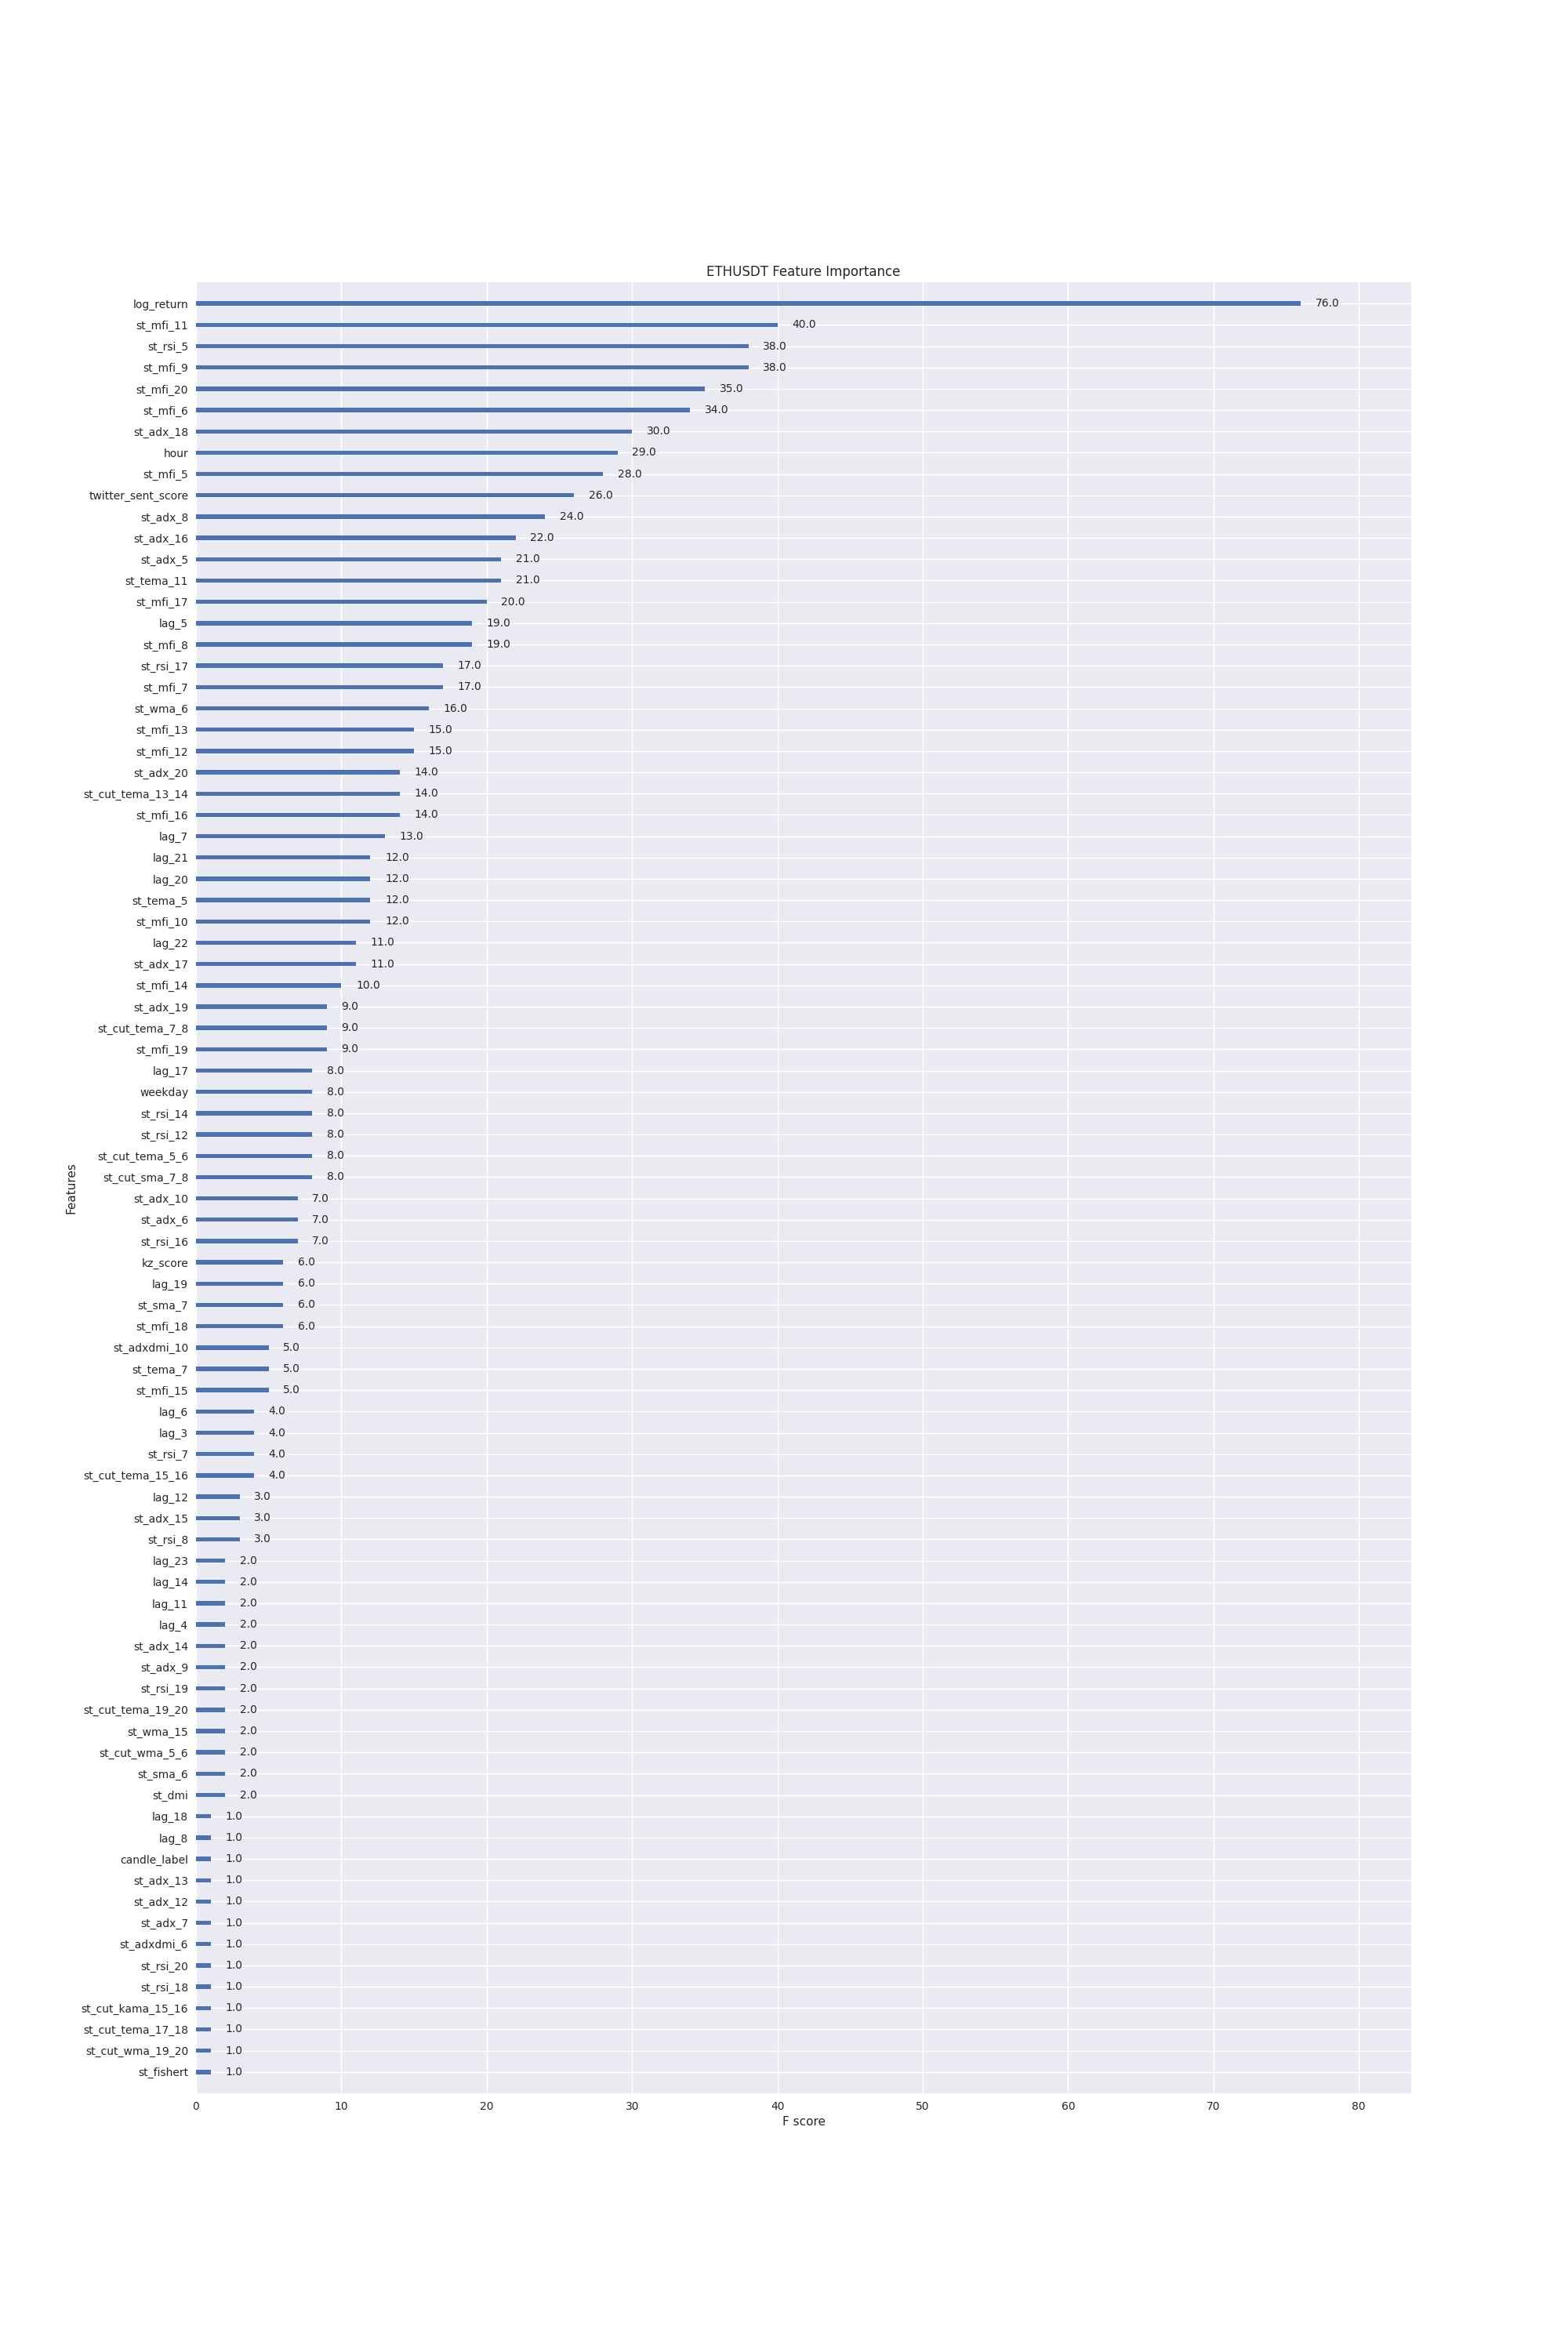 ETHUSDT Feature Importance
log_return 76.0
st_mfi_11 40.0
st_rsi_5 38.0
st_mfi_9 38.0
st_mfi_20 35.0
st_mfi_6 34.0
st_adx_18 30.0
hour 29.0
st_mfi_5 28.0
twitter_sent_score 26.0
st_adx_8 24.0
st_adx_16 22.0
st_adx_5 21.0
st_tema_11 21.0
st_mfi_17 20.0
lag_5 19.0
st_mfi_8 19.0
st_rsi_17 17.0
st_mfi_7 17.0
st_wma_6 16.0
st_mfi_13 15.0
st_mfi_12 15.0
st_adx_20 14.0
st_cut_tema_13_14 14.0
st_mfi_16 14.0
lag_7 13.0
lag_21 12.0
lag_20 12.0
st_tema_5 12.0
st_mfi_10 12.0
lag_22 11.0
st_adx_17 11.0
st_mfi_14 10.0
st_adx_19 9.0
st_cut_tema_7_8 9.0
st_mfi_19 9.0
lag_17 8.0
weekday 8.0
st_rsi_14 8.0
st_rsi_12 8.0
st_cut_tema_5_6 8.0
st_cut_sma_7_8 8.0
Features
st_adx_10 7.0
st_adx_6 7.0
st_rsi_16 7.0
kz_score 6.0
lag_19 6.0
st_sma_7 6.0
st_mfi_18 6.0
st_adxdmi_10 5.0
st_tema_7 5.0
st_mfi_15 5.0
lag_6 4.0
lag_3 4.0
st_rsi_7 4.0
st_cut_tema_15_16 4.0
lag_12 3.0
st_adx_15 3.0
st_rsi_8 3.0
lag_23 2.0
lag_14 2.0
lag_11 2.0
lag_4 2.0
st_adx_14 2.0
st_adx_9 2.0
st_rsi_19 2.0
st_cut_tema_19_20 2.0
st_wma_15 2.0
st_cut_wma_5_6 2.0
st_sma_6 2.0
st_dmi 2.0
lag_18 1.0
lag_8 1.0
candle_label 1.0
st_adx_13 1.0
st_adx_12 1.0
st_adx_7 1.0
st_adxdmi_6 1.0
st_rsi_20 1.0
st_rsi_18 1.0
st_cut_kama_15_16 1.0
st_cut_tema_17_18 1.0
st_cut_wma_19_20 1.0
st_fishert 1.0
0 10 20 30 40 50 60 70 80
F score